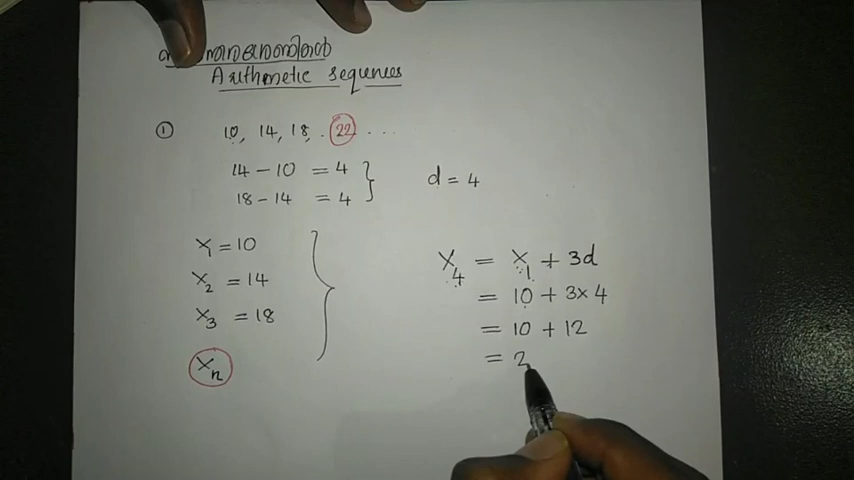 Arithmetic sequences
① 10, 14, 18, . 22 . . .
14 – 10 = 4
18 – 14 = 4
d = 4
x₁ = 10
x₂ = 14
x₃ = 18
xₙ
x₄ = x₁ + 3d
= 10 + 3 × 4
= 10 + 12
= 2